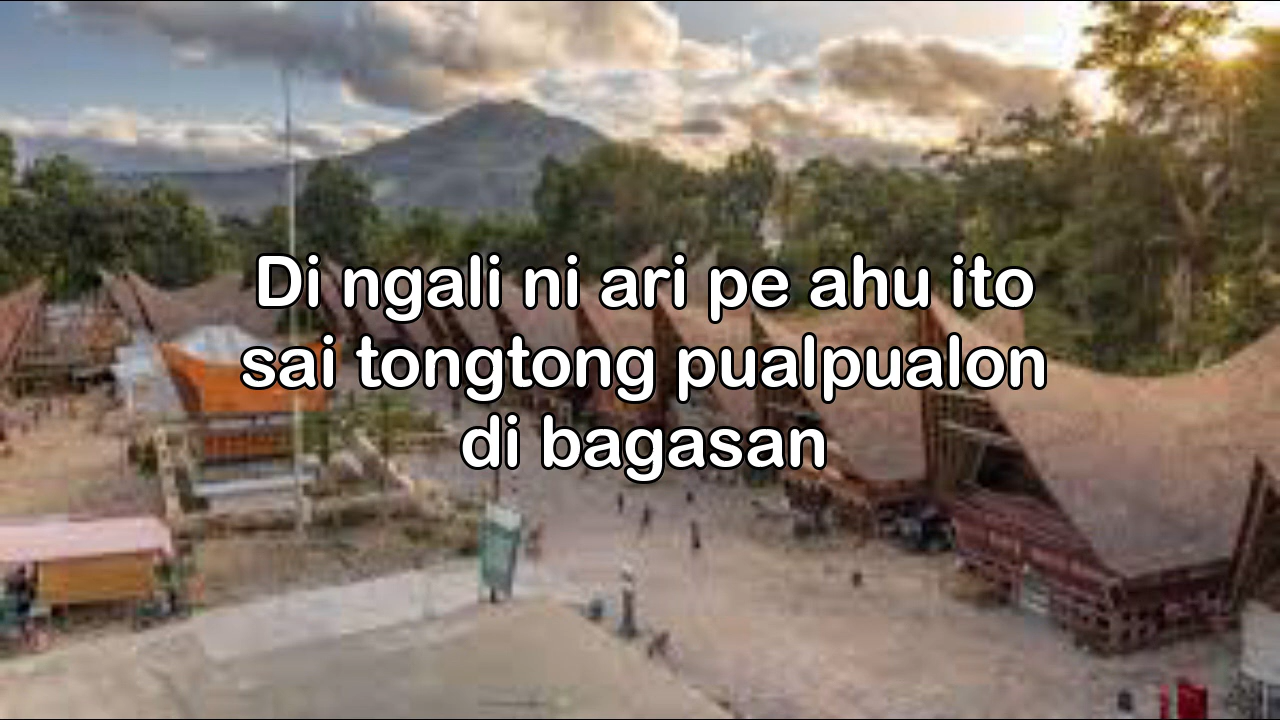 Di ngali ni ari pe ahu ito
sai tongtong pualpualon
di bagasan